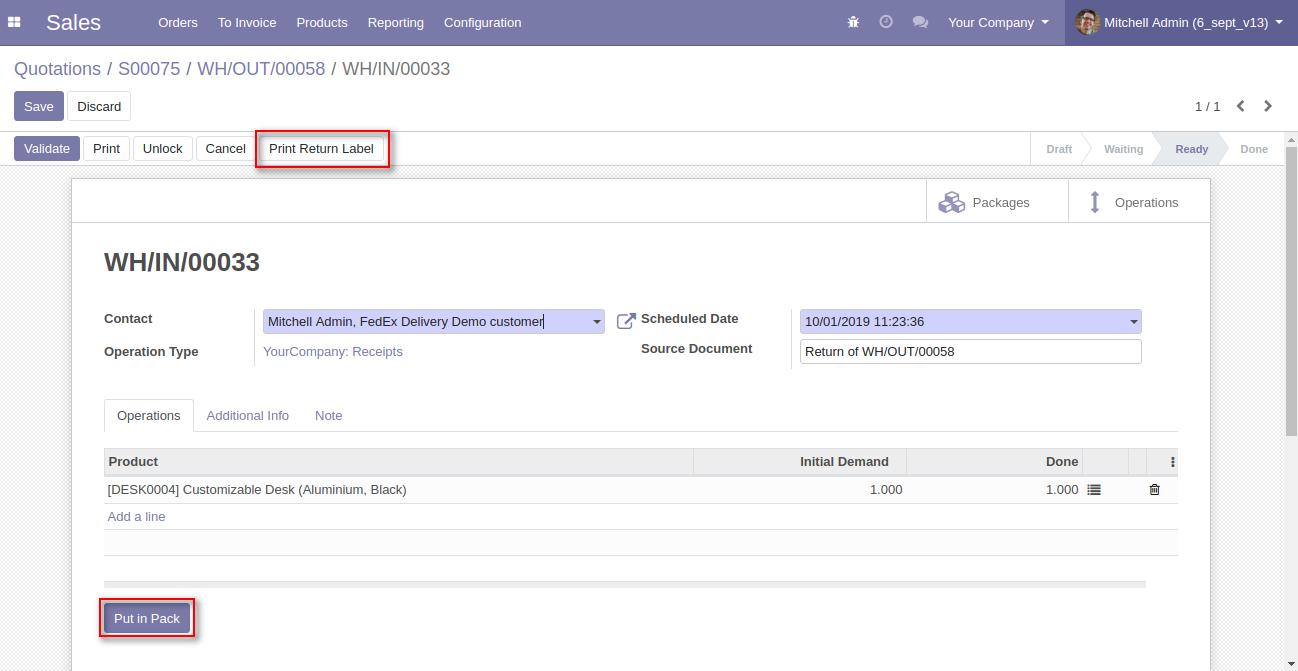 Sales Orders To Invoice Products Reporting Configuration Your Company Mitchell Admin (6_sept_v13)
Quotations / S00075 / WH/OUT/00058 / WH/IN/00033
Save Discard 1 / 1
Validate Print Unlock Cancel Print Return Label Draft Waiting Ready Done
Packages Operations
WH/IN/00033
Contact Mitchell Admin, FedEx Delivery Demo customer Scheduled Date 10/01/2019 11:23:36
Operation Type YourCompany: Receipts Source Document Return of WH/OUT/00058
Operations Additional Info Note
Product Initial Demand Done
[DESK0004] Customizable Desk (Aluminium, Black) 1.000 1.000
Add a line
Put in Pack